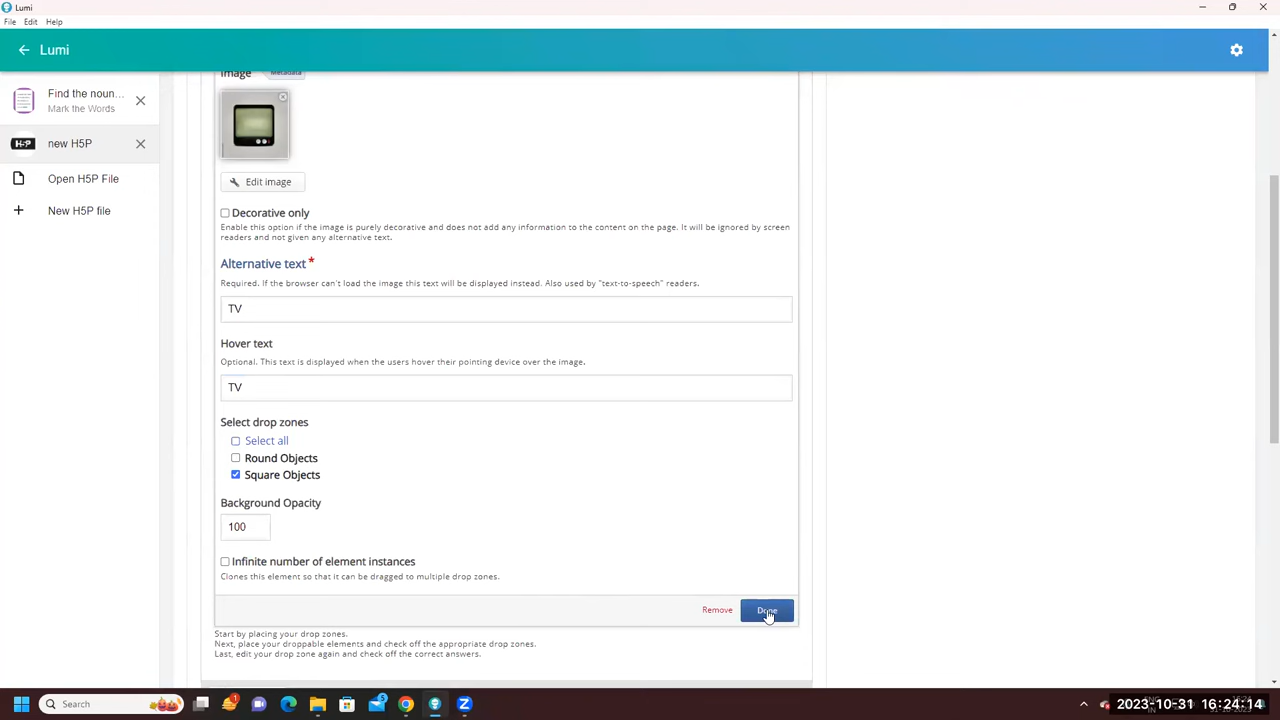 Lumi
File Edit Help
Lumi
Find the noun...
Mark the Words
new H5P
Open H5P File
New H5P file
Image Metadata
Edit image
Decorative only
Enable this option if the image is purely decorative and does not add any information to the content on the page. It will be ignored by screen
readers and not given any alternative text.
Alternative text *
Required. If the browser can't load the image this text will be displayed instead. Also used by "text-to-speech" readers.
TV
Hover text
Optional. This text is displayed when the users hover their pointing device over the image.
TV
Select drop zones
Select all
Round Objects
Square Objects
Background Opacity
100
Infinite number of element instances
Clones this element so that it can be dragged to multiple drop zones.
Remove Done
Start by placing your drop zones.
Next, place your droppable elements and check off the appropriate drop zones.
Last, edit your drop zone again and check off the correct answers.
Search
2023-10-31 16:24:14